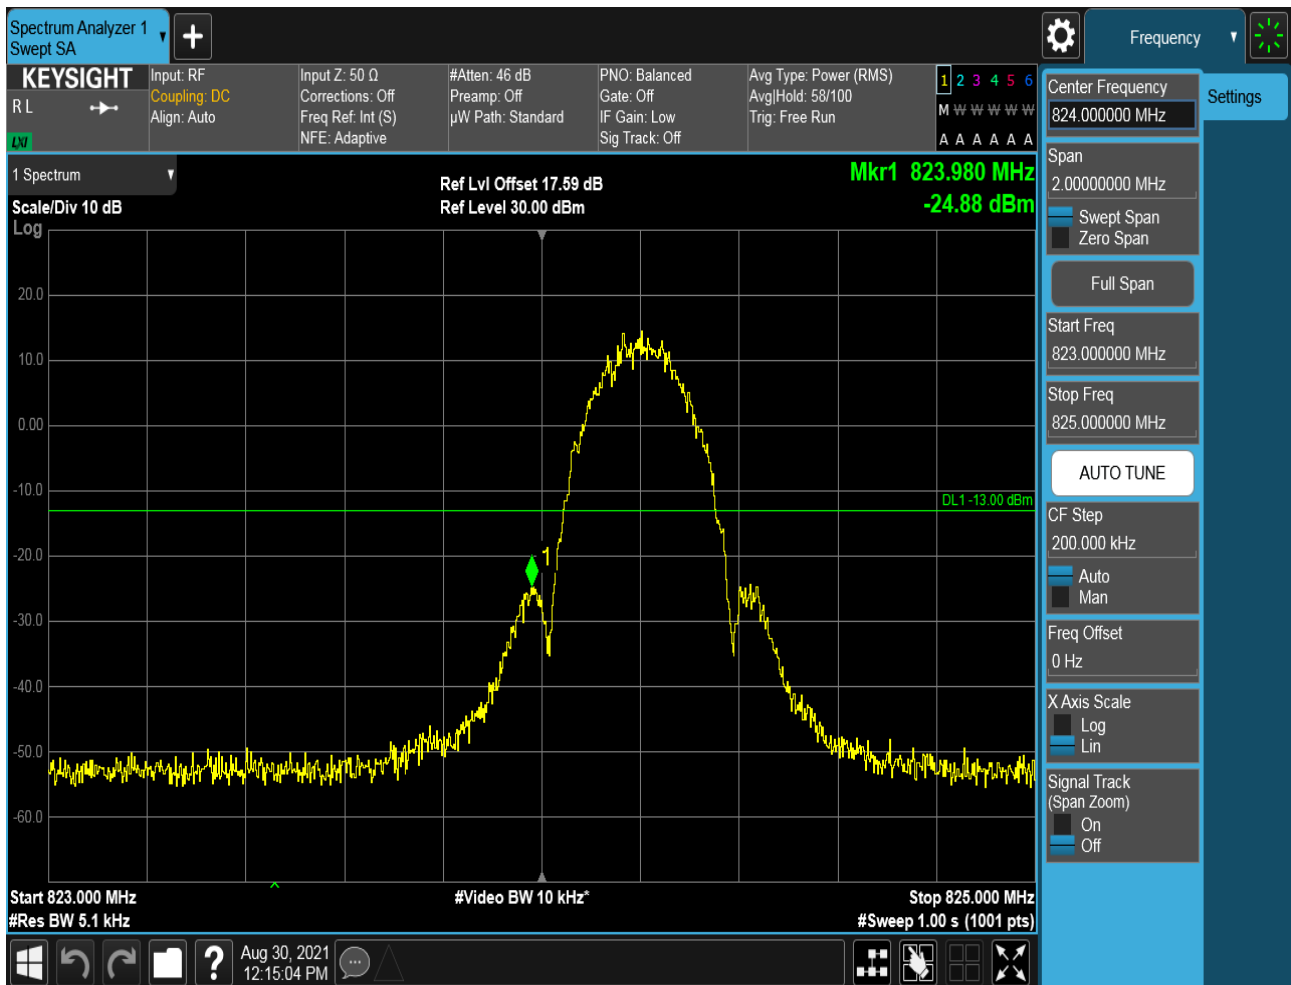 Spectrum Analyzer 1
Swept SA
Frequency
KEYSIGHT
R L
LXI
Input: RF
Coupling: DC
Align: Auto
Input Z: 50 Ω
Corrections: Off
Freq Ref: Int (S)
NFE: Adaptive
#Atten: 46 dB
Preamp: Off
µW Path: Standard
PNO: Balanced
Gate: Off
IF Gain: Low
Sig Track: Off
Avg Type: Power (RMS)
Avg|Hold: 58/100
Trig: Free Run
1 2 3 4 5 6
M W W W W W
A A A A A A
1 Spectrum
Scale/Div 10 dB
Log
Ref Lvl Offset 17.59 dB
Ref Level 30.00 dBm
Mkr1 823.980 MHz
-24.88 dBm
20.0
10.0
0.00
-10.0
-20.0
-30.0
-40.0
-50.0
-60.0
DL1 -13.00 dBm
1
Start 823.000 MHz
#Res BW 5.1 kHz
#Video BW 10 kHz*
Stop 825.000 MHz
#Sweep 1.00 s (1001 pts)
Center Frequency
824.000000 MHz
Settings
Span
2.00000000 MHz
Swept Span
Zero Span
Full Span
Start Freq
823.000000 MHz
Stop Freq
825.000000 MHz
AUTO TUNE
CF Step
200.000 kHz
Auto
Man
Freq Offset
0 Hz
X Axis Scale
Log
Lin
Signal Track
(Span Zoom)
On
Off
?
Aug 30, 2021
12:15:04 PM